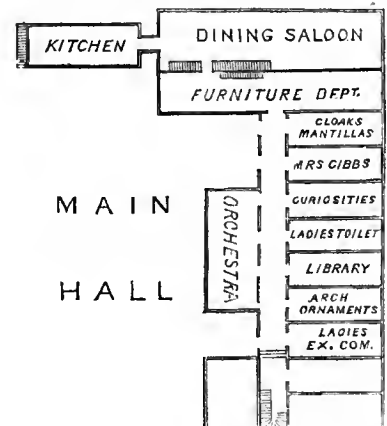 DINING SALOON
KITCHEN
FURNITURE DEPT.
CLOAKS
MANTILLAS
MRS GIBBS
CURIOSITIES
LADIES TOILET
LIBRARY
ARCH
ORNAMENTS
LADIES
EX. COM.
ORCHESTRA
MAIN
HALL